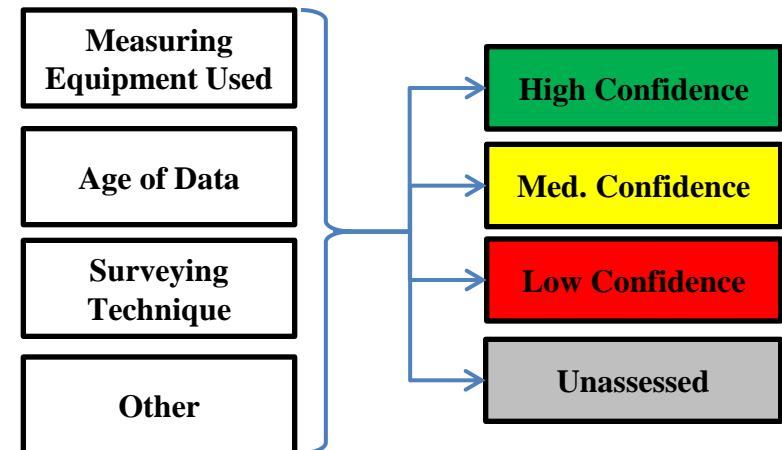 Measuring
Equipment Used
Age of Data
Surveying
Technique
Other
High Confidence
Med. Confidence
Low Confidence
Unassessed